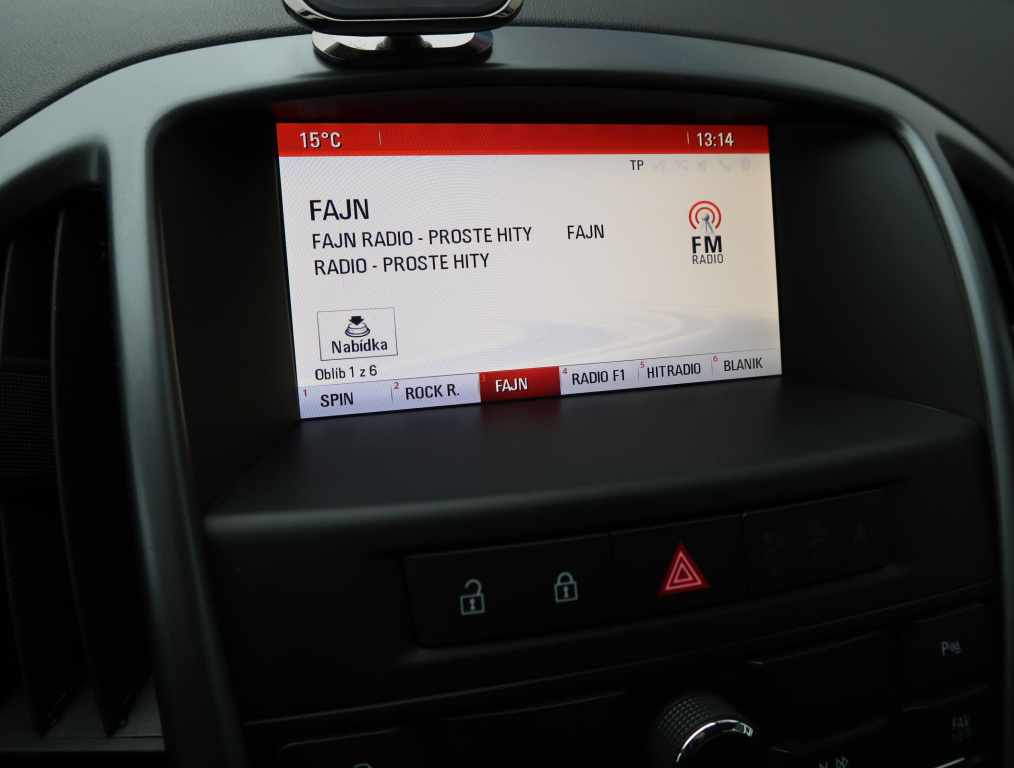 15°C 13:14
TP
FAJN
FAJN RADIO - PROSTE HITY FAJN
RADIO - PROSTE HITY
FM
RADIO
Nabídka
Oblíb 1 z 6
1 SPIN 2 ROCK R. 3 FAJN 4 RADIO F1 5 HITRADIO 6 BLANIK
P
FAV